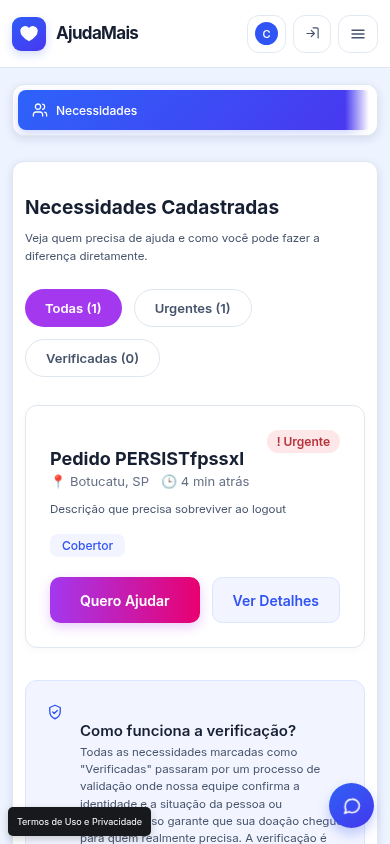 AjudaMais
C
Necessidades
Necessidades Cadastradas
Veja quem precisa de ajuda e como você pode fazer a
diferença diretamente.
Todas (1)
Urgentes (1)
Verificadas (0)
! Urgente
Pedido PERSISTfpssxl
📍 Botucatu, SP 🕒 4 min atrás
Descrição que precisa sobreviver ao logout
Cobertor
Quero Ajudar
Ver Detalhes
Como funciona a verificação?
Todas as necessidades marcadas como
"Verificadas" passaram por um processo de
validação onde nossa equipe confirma a
identidade e a situação da pessoa ou
garante que sua doação
para quem realmente precisa. A verificação é
Termos de Uso e Privacidade